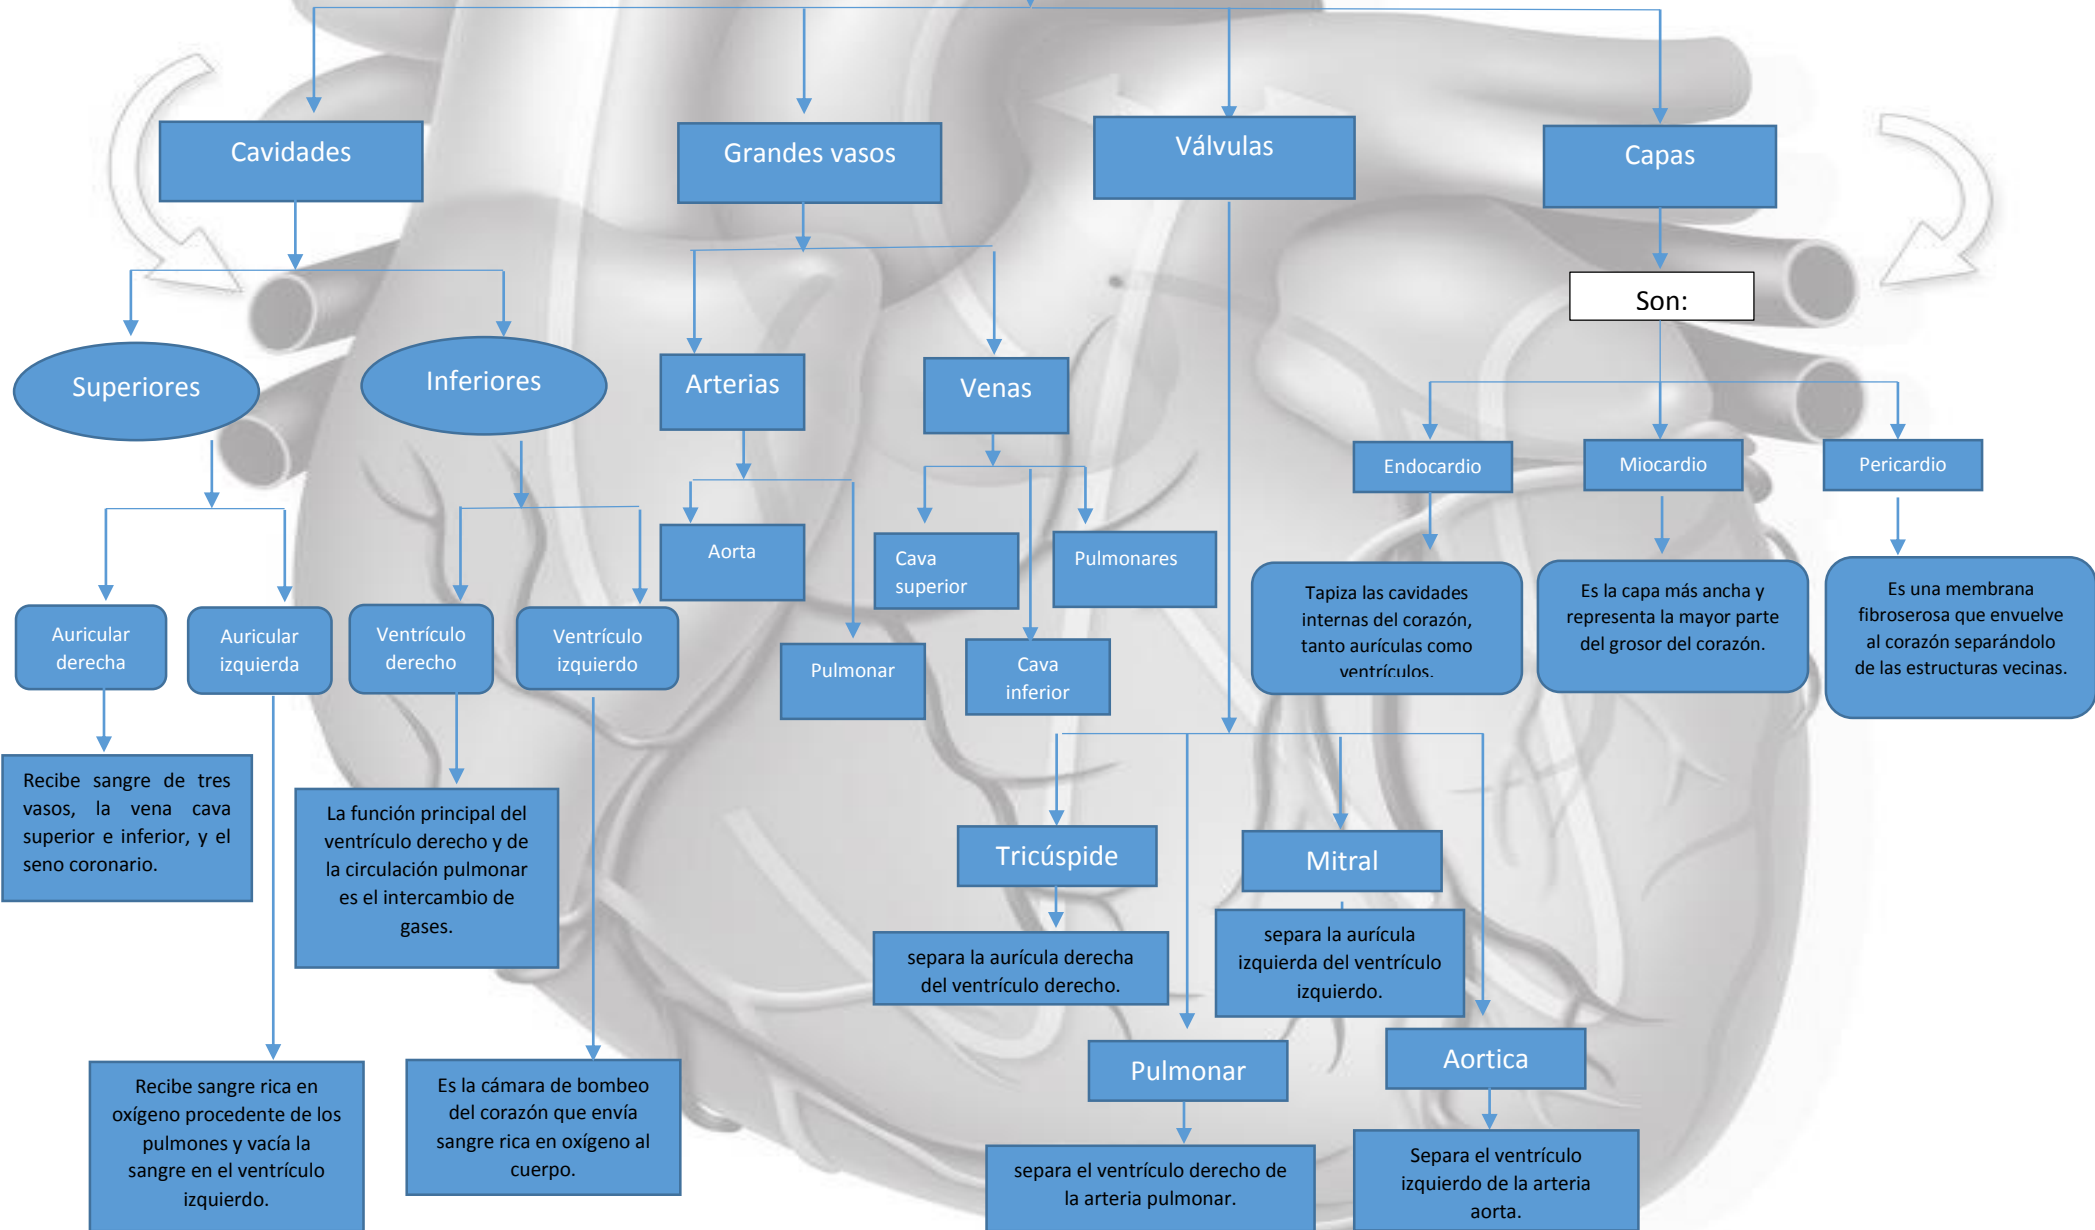 Cavidades
Grandes vasos
Válvulas
Capas
Son:
Superiores
Inferiores
Arterias
Venas
Endocardio
Miocardio
Pericardio
Aorta
Cava
superior
Pulmonares
Pulmonar
Cava
inferior
Tapiza las cavidades
internas del corazón,
tanto aurículas como
ventrículos.
Es la capa más ancha y
representa la mayor parte
del grosor del corazón.
Es una membrana
fibroserosa que envuelve
al corazón separándolo
de las estructuras vecinas.
Auricular
derecha
Auricular
izquierda
Ventrículo
derecho
Ventrículo
izquierdo
Recibe sangre de tres
vasos, la vena cava
superior e inferior, y el
seno coronario.
La función principal del
ventrículo derecho y de
la circulación pulmonar
es el intercambio de
gases.
Tricúspide
Mitral
separa la aurícula derecha
del ventrículo derecho.
separa la aurícula
izquierda del ventrículo
izquierdo.
Recibe sangre rica en
oxígeno procedente de los
pulmones y vacía la
sangre en el ventrículo
izquierdo.
Es la cámara de bombeo
del corazón que envía
sangre rica en oxígeno al
cuerpo.
Pulmonar
Aortica
separa el ventrículo derecho de
la arteria pulmonar.
Separa el ventrículo
izquierdo de la arteria
aorta.